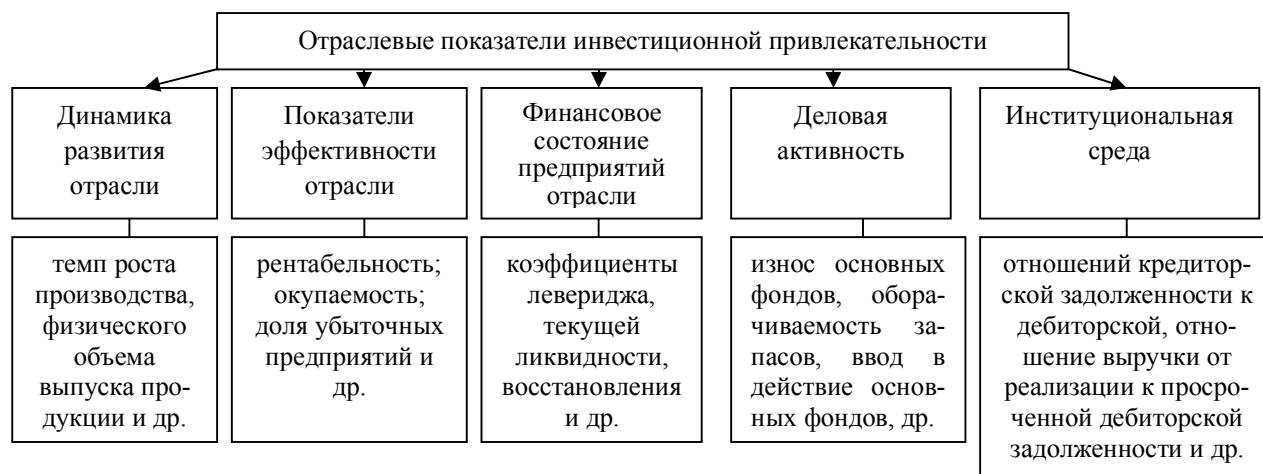 Отраслевые показатели инвестиционной привлекательности
Динамика
развития
отрасли
Показатели
эффективности
отрасли
Финансовое
состояние
предприятий
отрасли
Деловая
активность
Институциональная
среда
темп роста
производства,
физического
объема
выпуска про-
дукции и др.
рентабельность;
окупаемость;
доля убыточных
предприятий и
др.
коэффициенты
левериджа,
текущей
ликвидности,
восстановления
и др.
износ основных
фондов, обора-
чиваемость за-
пасов, ввод в
действие основ-
ных фондов, др.
отношений кредитор-
ской задолженности к
дебиторской, отно-
шение выручки от
реализации к просро-
ченной дебиторской
задолженности и др.